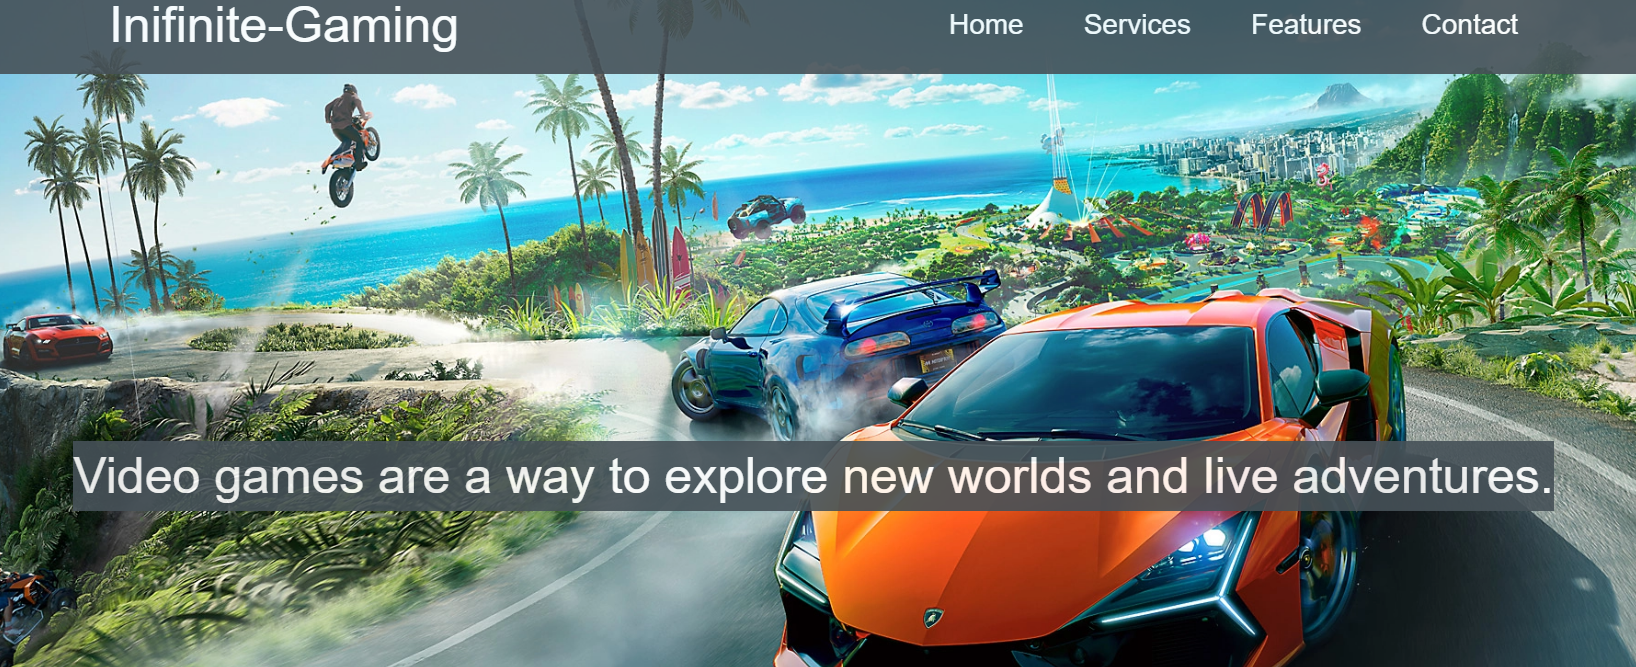 Inifinite-Gaming
Home Services Features Contact
Video games are a way to explore new worlds and live adventures.